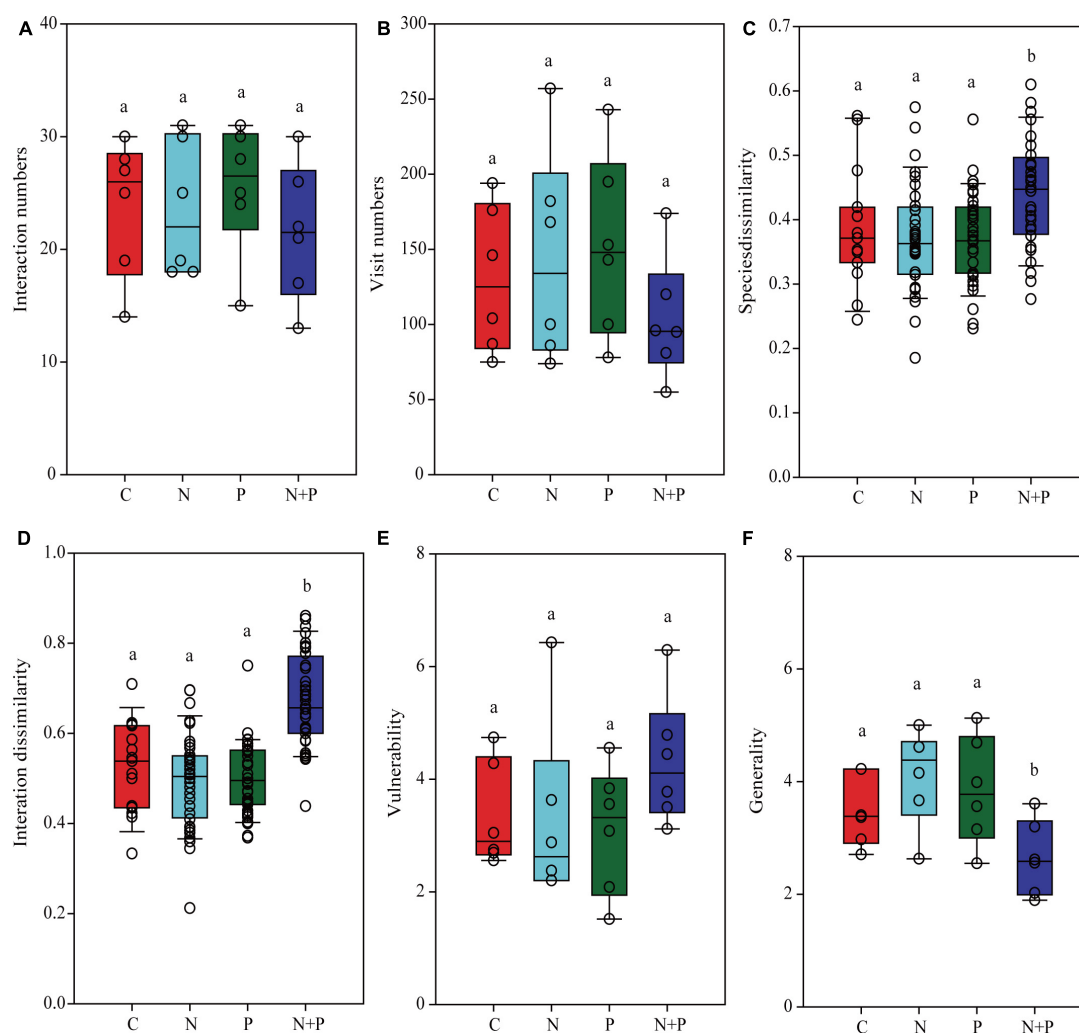 A
Interaction numbers
40
30
20
10
0
a
a
a
a
C
N
P
N+P
B
Visit numbers
300
250
200
150
100
50
0
a
a
a
a
C
N
P
N+P
C
Speciesdissimilarity
0.7
0.6
0.5
0.4
0.3
0.2
0.1
0.0
a
a
a
b
C
N
P
N+P
D
Interation dissimilarity
1.0
0.8
0.6
0.4
0.2
0.0
a
a
a
b
C
N
P
N+P
E
Vulnerability
8
6
4
2
0
a
a
a
a
C
N
P
N+P
F
Generality
8
6
4
2
0
a
a
a
b
C
N
P
N+P